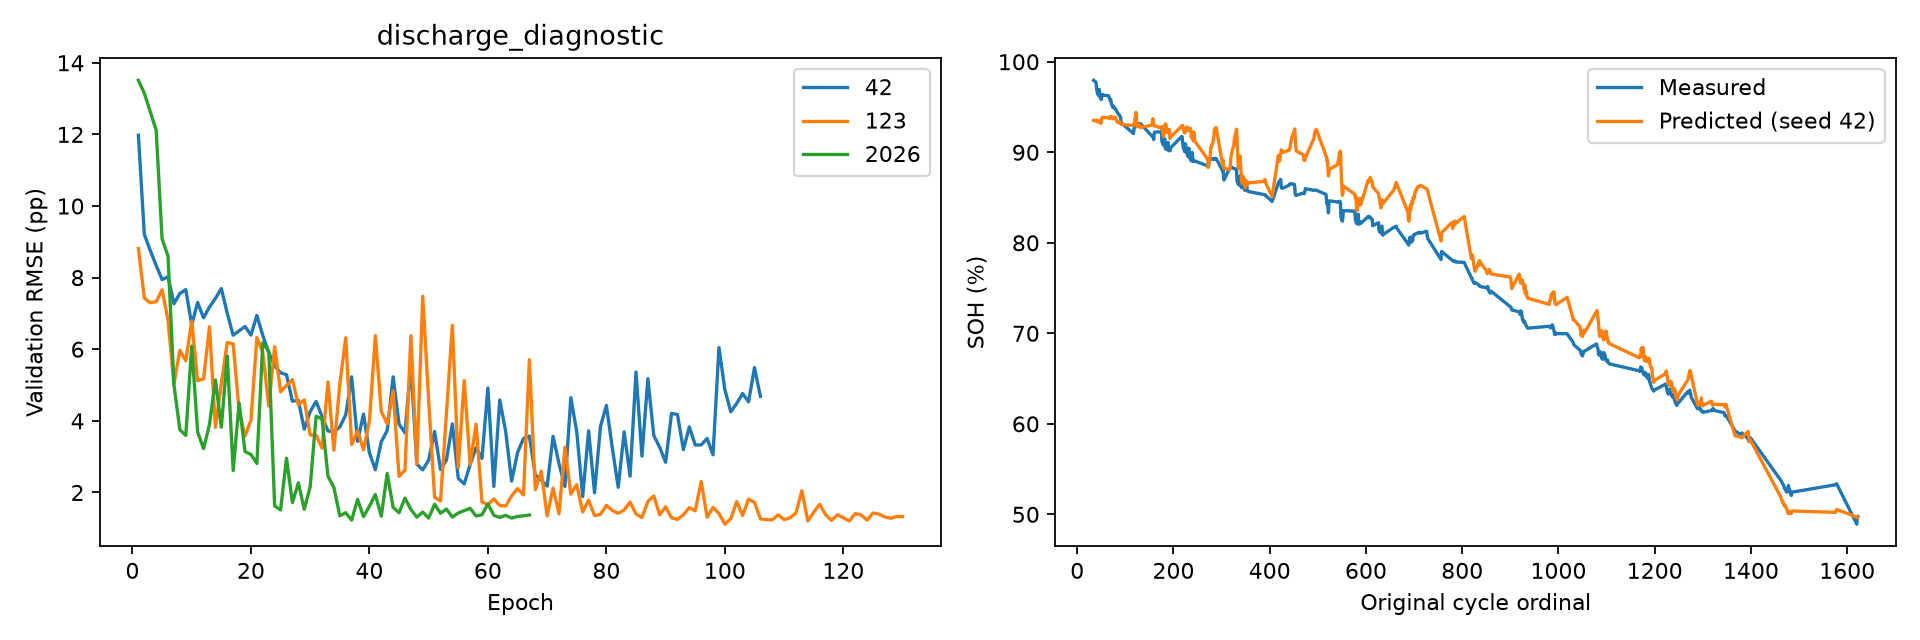 discharge_diagnostic
Validation RMSE (pp)
14
12
10
8
6
4
2
0 20 40 60 80 100 120
Epoch
42
123
2026
SOH (%)
100
90
80
70
60
50
0 200 400 600 800 1000 1200 1400 1600
Original cycle ordinal
Measured
Predicted (seed 42)